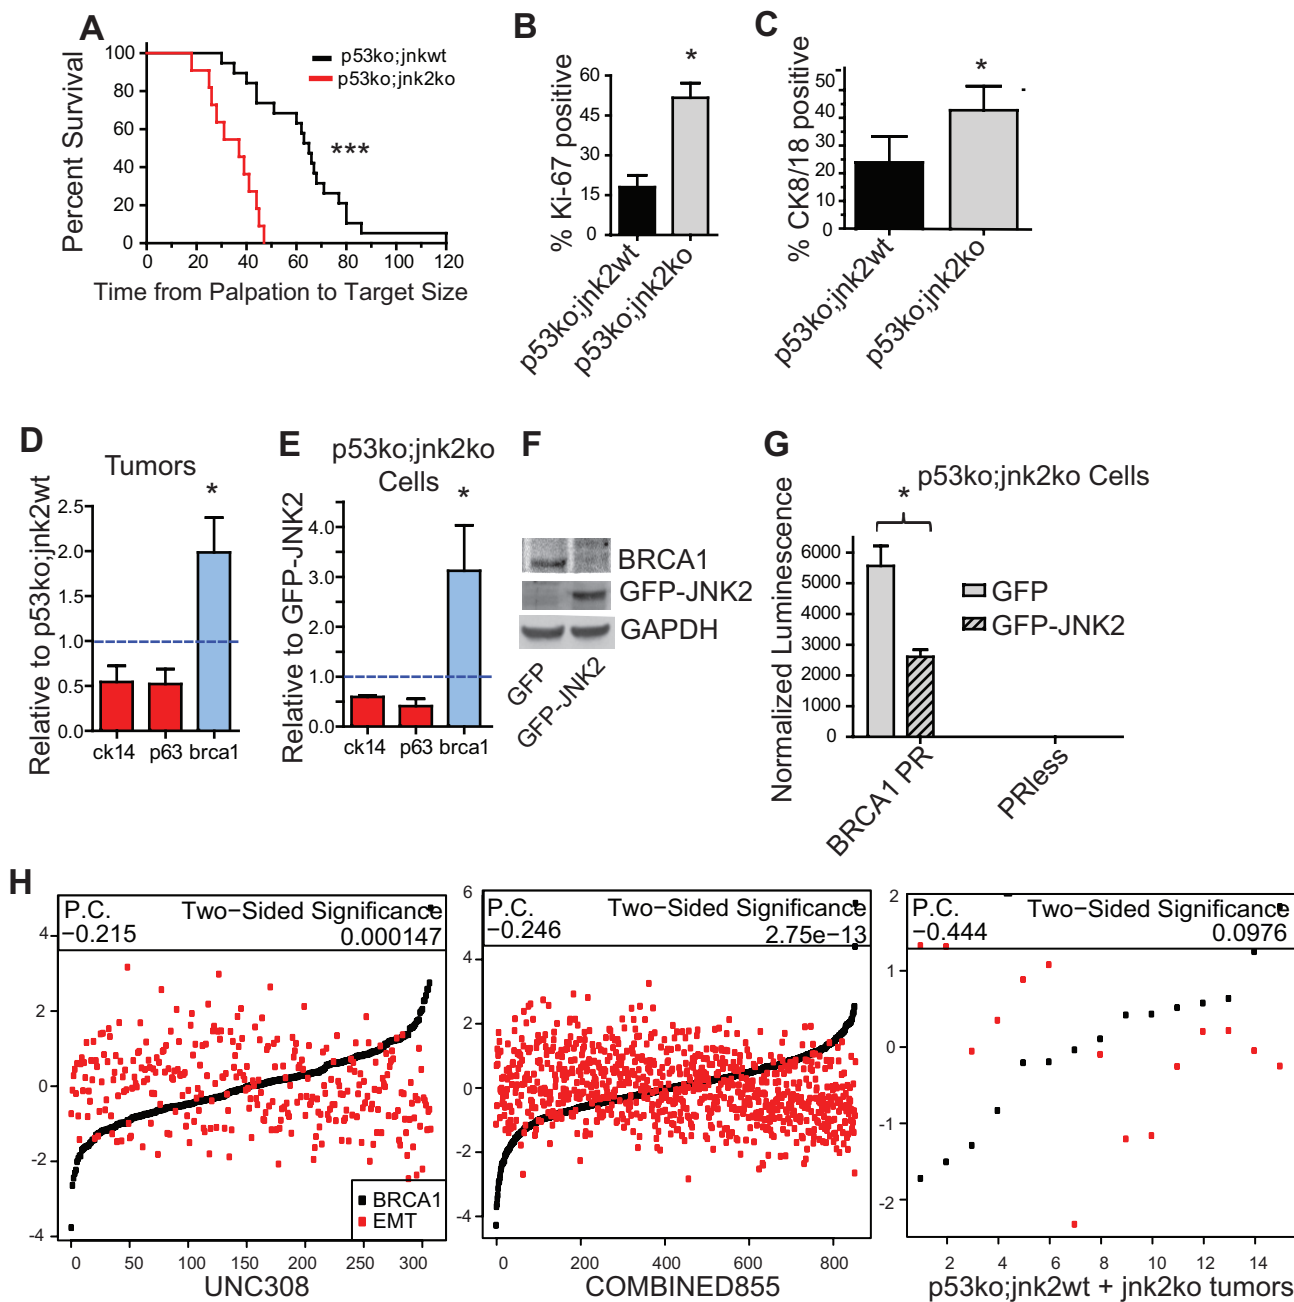 A
100
80
60
40
20
0
Percent Survival
p53ko;jnkwt
p53ko;jnk2ko
***
0 20 40 60 80 100 120
Time from Palpation to Target Size
B
60
45
30
15
0
% Ki-67 positive
*
p53ko;jnk2wt
p53ko;jnk2ko
C
50
50
40
30
20
10
0
% CK8/18 positive
*
p53ko;jnk2wt
p53ko;jnk2ko
D
Tumors
2.5
2.0
1.0
0.5
0.0
Relative to p53ko;jnk2wt
*
ck14 p63 brca1
E
p53ko;jnk2ko
Cells
4.0
3.0
2.0
1.0
0.0
Relative to GFP-JNK2
*
ck14 p63 brca1
F
BRCA1
GFP-JNK2
GAPDH
GFP
GFP-JNK2
G
p53ko;jnk2ko Cells
*
6000
5000
4000
3000
2000
1000
0
Normalized Luminescence
GFP
GFP-JNK2
BRCA1 PR
PRless
H
P.C. Two-Sided Significance
-0.215 0.000147
4
2
0
-2
-4
BRCA1
EMT
0 50 100 150 200 250 300
UNC308
P.C. Two-Sided Significance
-0.246 2.75e-13
6
4
2
0
-2
-4
0 200 400 600 800
COMBINED855
P.C. Two-Sided Significance
-0.444 0.0976
1
0
-1
-2
2 4 6 8 10 12 14
p53ko;jnk2wt + jnk2ko tumors